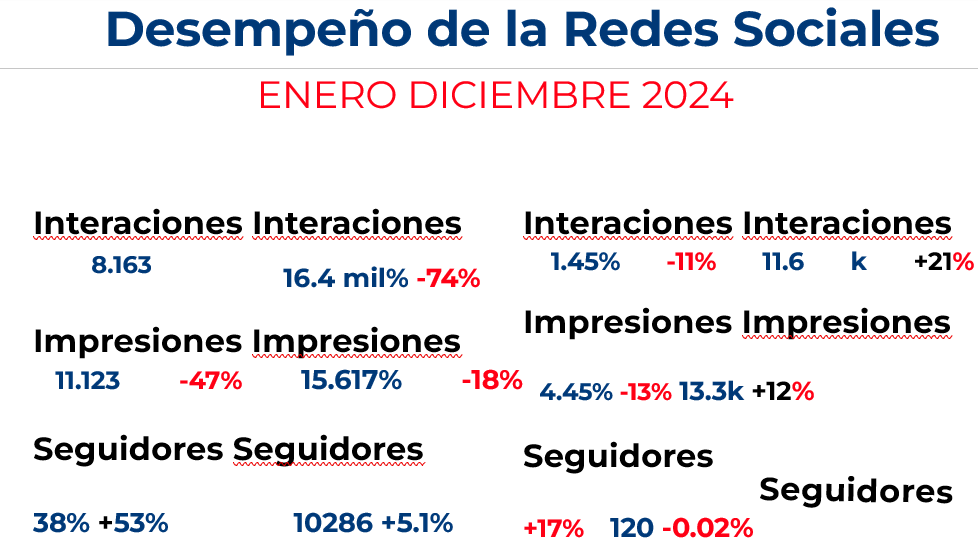 Desempeño de la Redes Sociales
ENERO DICIEMBRE 2024
Interaciones Interaciones
8.163
16.4 mil% -74%
Impresiones Impresiones
11.123 -47% 15.617% -18%
Seguidores Seguidores
38% +53% 10286 +5.1%
Interaciones Interaciones
1.45% -11% 11.6 k +21%
Impresiones Impresiones
4.45% -13% 13.3k +12%
Seguidores
Seguidores
+17% 120 -0.02%